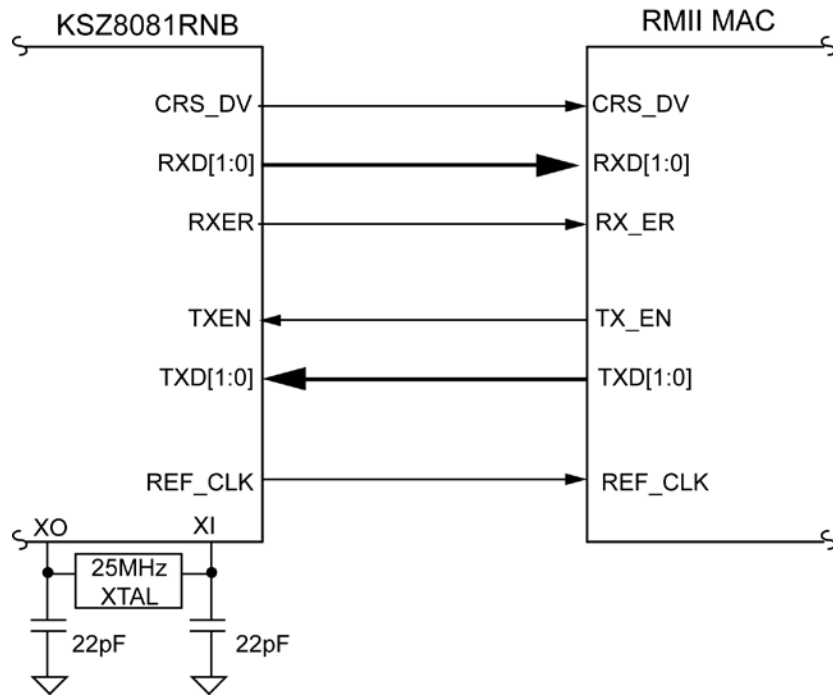 KSZ8081RNB
RMII MAC
CRS_DV
CRS_DV
RXD[1:0]
RXD[1:0]
RXER
RX_ER
TXEN
TX_EN
TXD[1:0]
TXD[1:0]
REF_CLK
REF_CLK
XO
XI
25MHz
XTAL
22pF
22pF